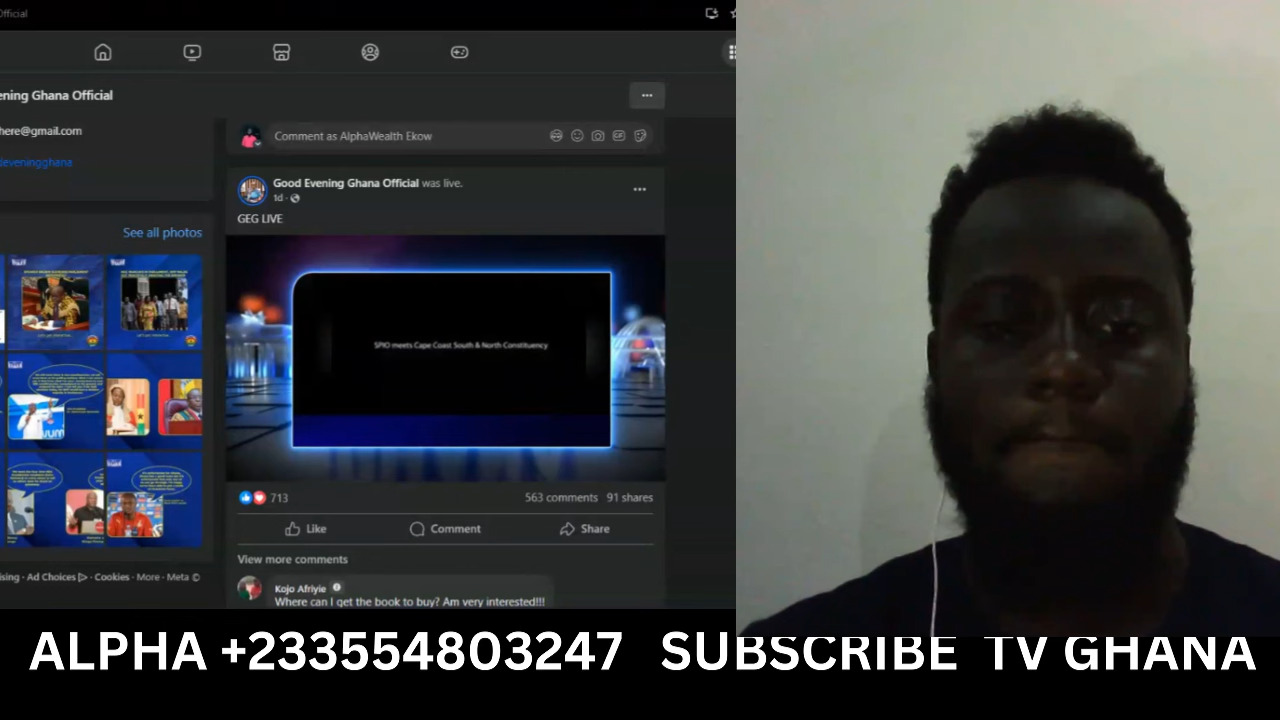 Official
ening Ghana Official
here@gmail.com
deveningghana
See all photos
Ad Choices · Cookies · More · Meta ©
Comment as AlphaWealth Ekow
Good Evening Ghana Official was live.
1d ·
GEG LIVE
SPIO meets Cape Coast South & North Constituency
713
563 comments 91 shares
Like Comment Share
View more comments
Kojo Afriyie
Where can I get the book to buy? Am very interested!!!
ALPHA +233554803247 SUBSCRIBE TV GHANA